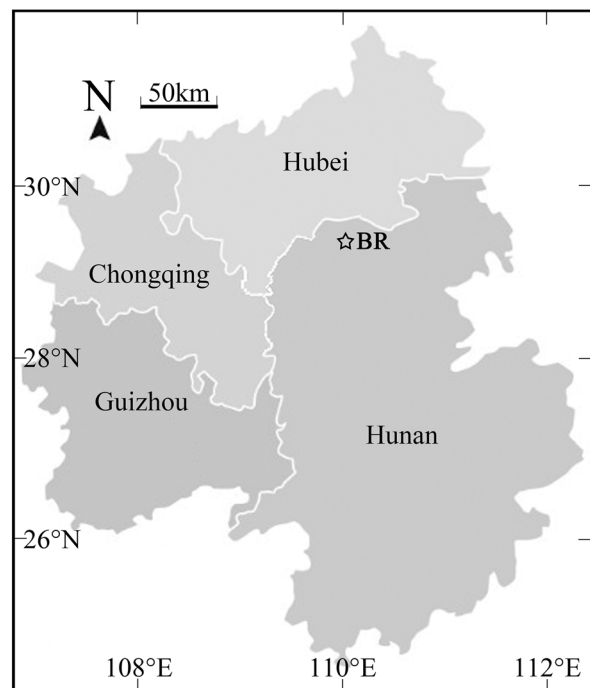 N
50km
Hubei
30°N
☆BR
Chongqing
28°N
Guizhou
Hunan
26°N
108°E
110°E
112°E